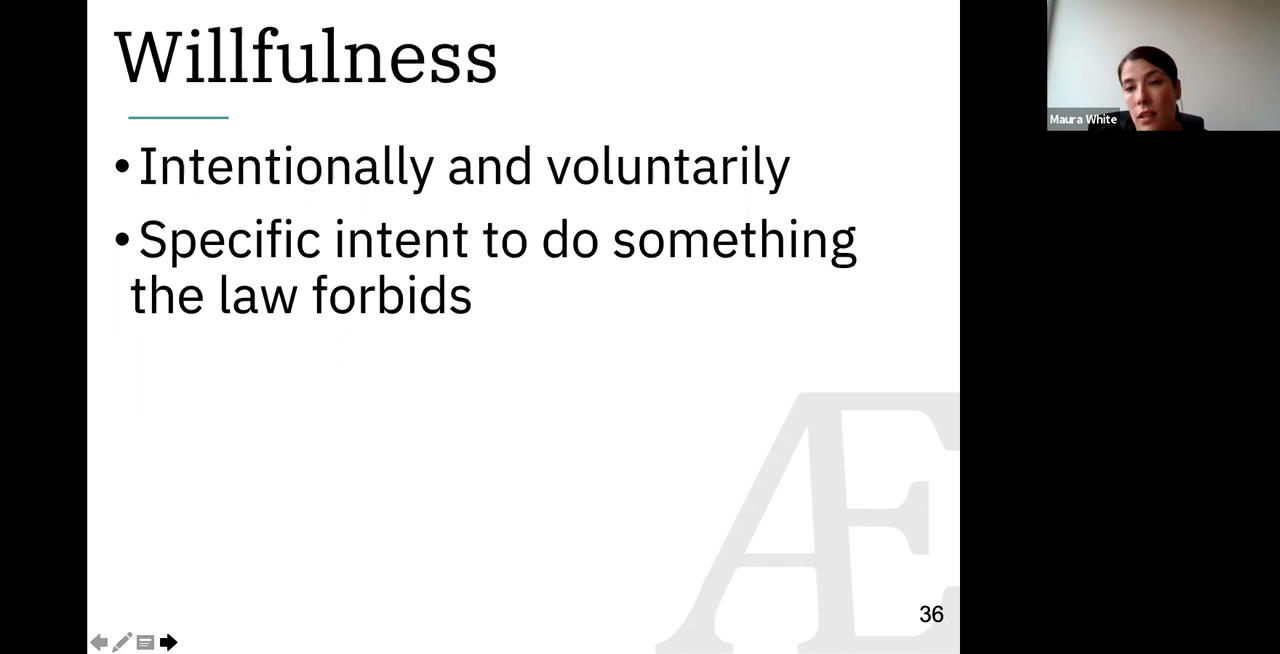 Willfulness
• Intentionally and voluntarily
• Specific intent to do something
the law forbids
Æ
36
Maura White